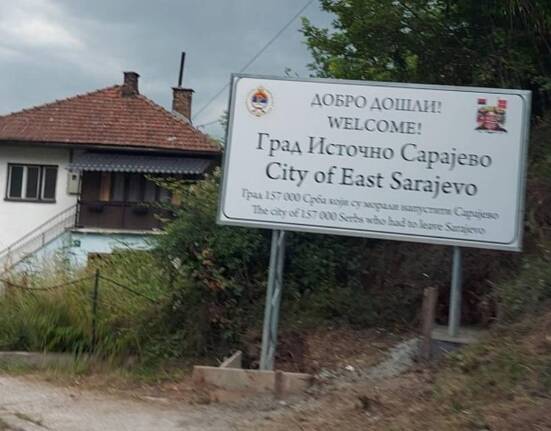 ДОБРО ДОШЛИ!
WELCOME!
Град Источно Сарајево
City of East Sarajevo
Град 157 000 Срба који су морали напустити Сарајево
The city of 157 000 Serbs who had to leave Sarajevo